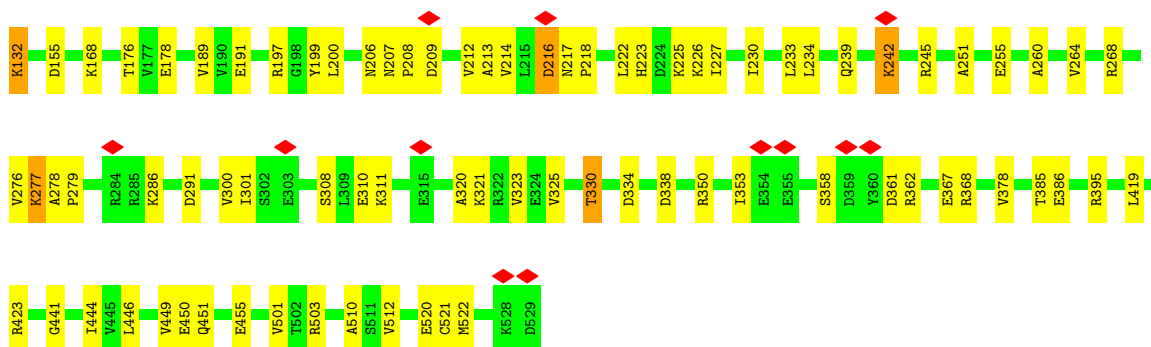 K132 D155 K168 T176 V177 E178 V189 V190 E191 R197 G198 Y199 L200 N206 N207 P208 D209 V212 A213 V214 L215 D216 N217 P218 L222 H223 D224 K225 K226 I227 I230 L233 L234 Q239 K242 R245 A251 E255 A260 V264 R268
V276 K277 A278 P279 R284 R285 K286 D291 V300 I301 S302 E303 S308 L309 E310 K311 E315 A320 K321 R322 V323 E324 V325 T330 D334 D338 R350 I353 E354 E355 S358 D359 Y360 D361 R362 E367 R368 V378 T385 E386 R395 L419
R423 G441 I444 V445 L446 V449 E450 Q451 E455 V501 T502 R503 A510 S511 V512 E520 C521 M522 K528 D529